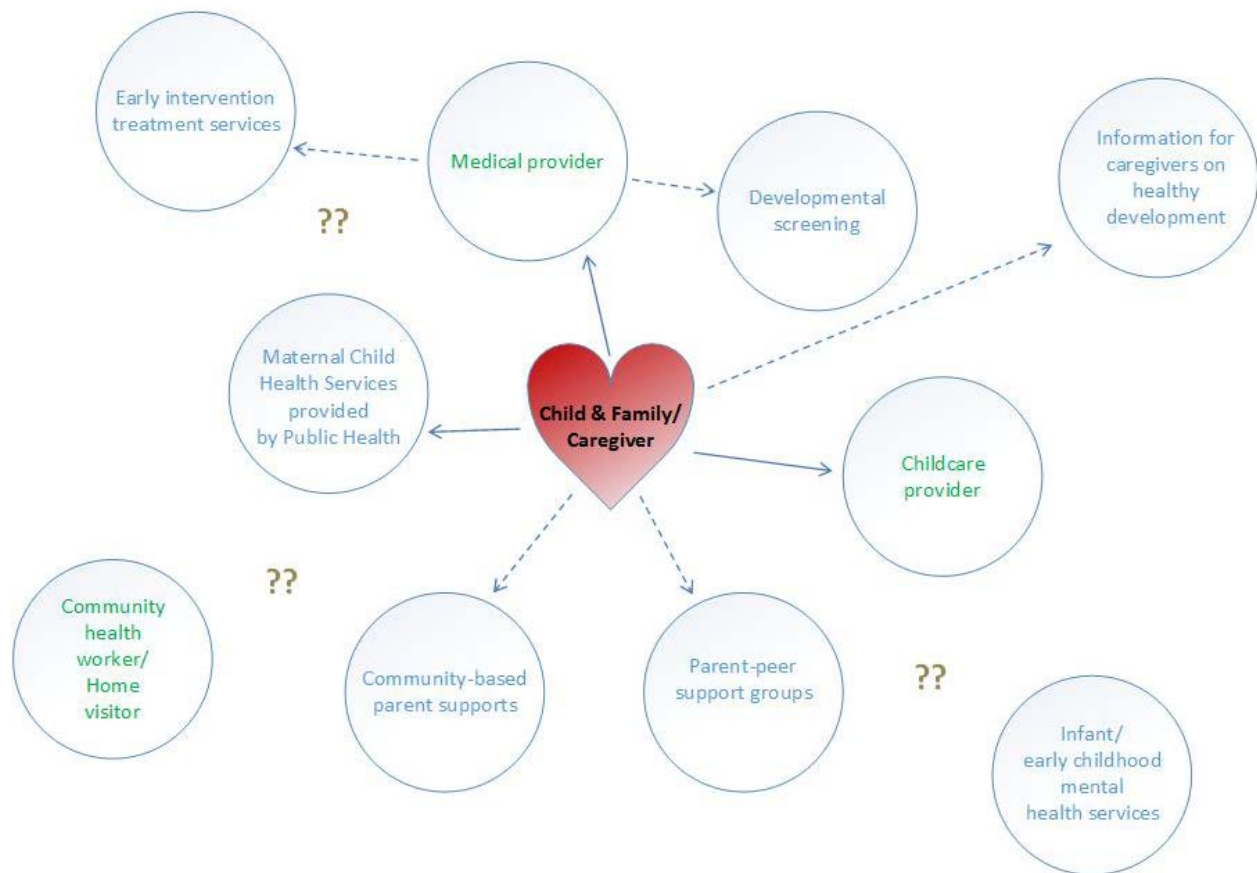 Early intervention
treatment services
Medical provider
Developmental
screening
Information for
caregivers on
healthy
development
??
Maternal Child
Health Services
provided
by Public Health
Child & Family/
Caregiver
Childcare
provider
??
Community
health
worker/
Home
visitor
Community-based
parent supports
Parent-peer
support groups
??
Infant/
early childhood
mental
health services